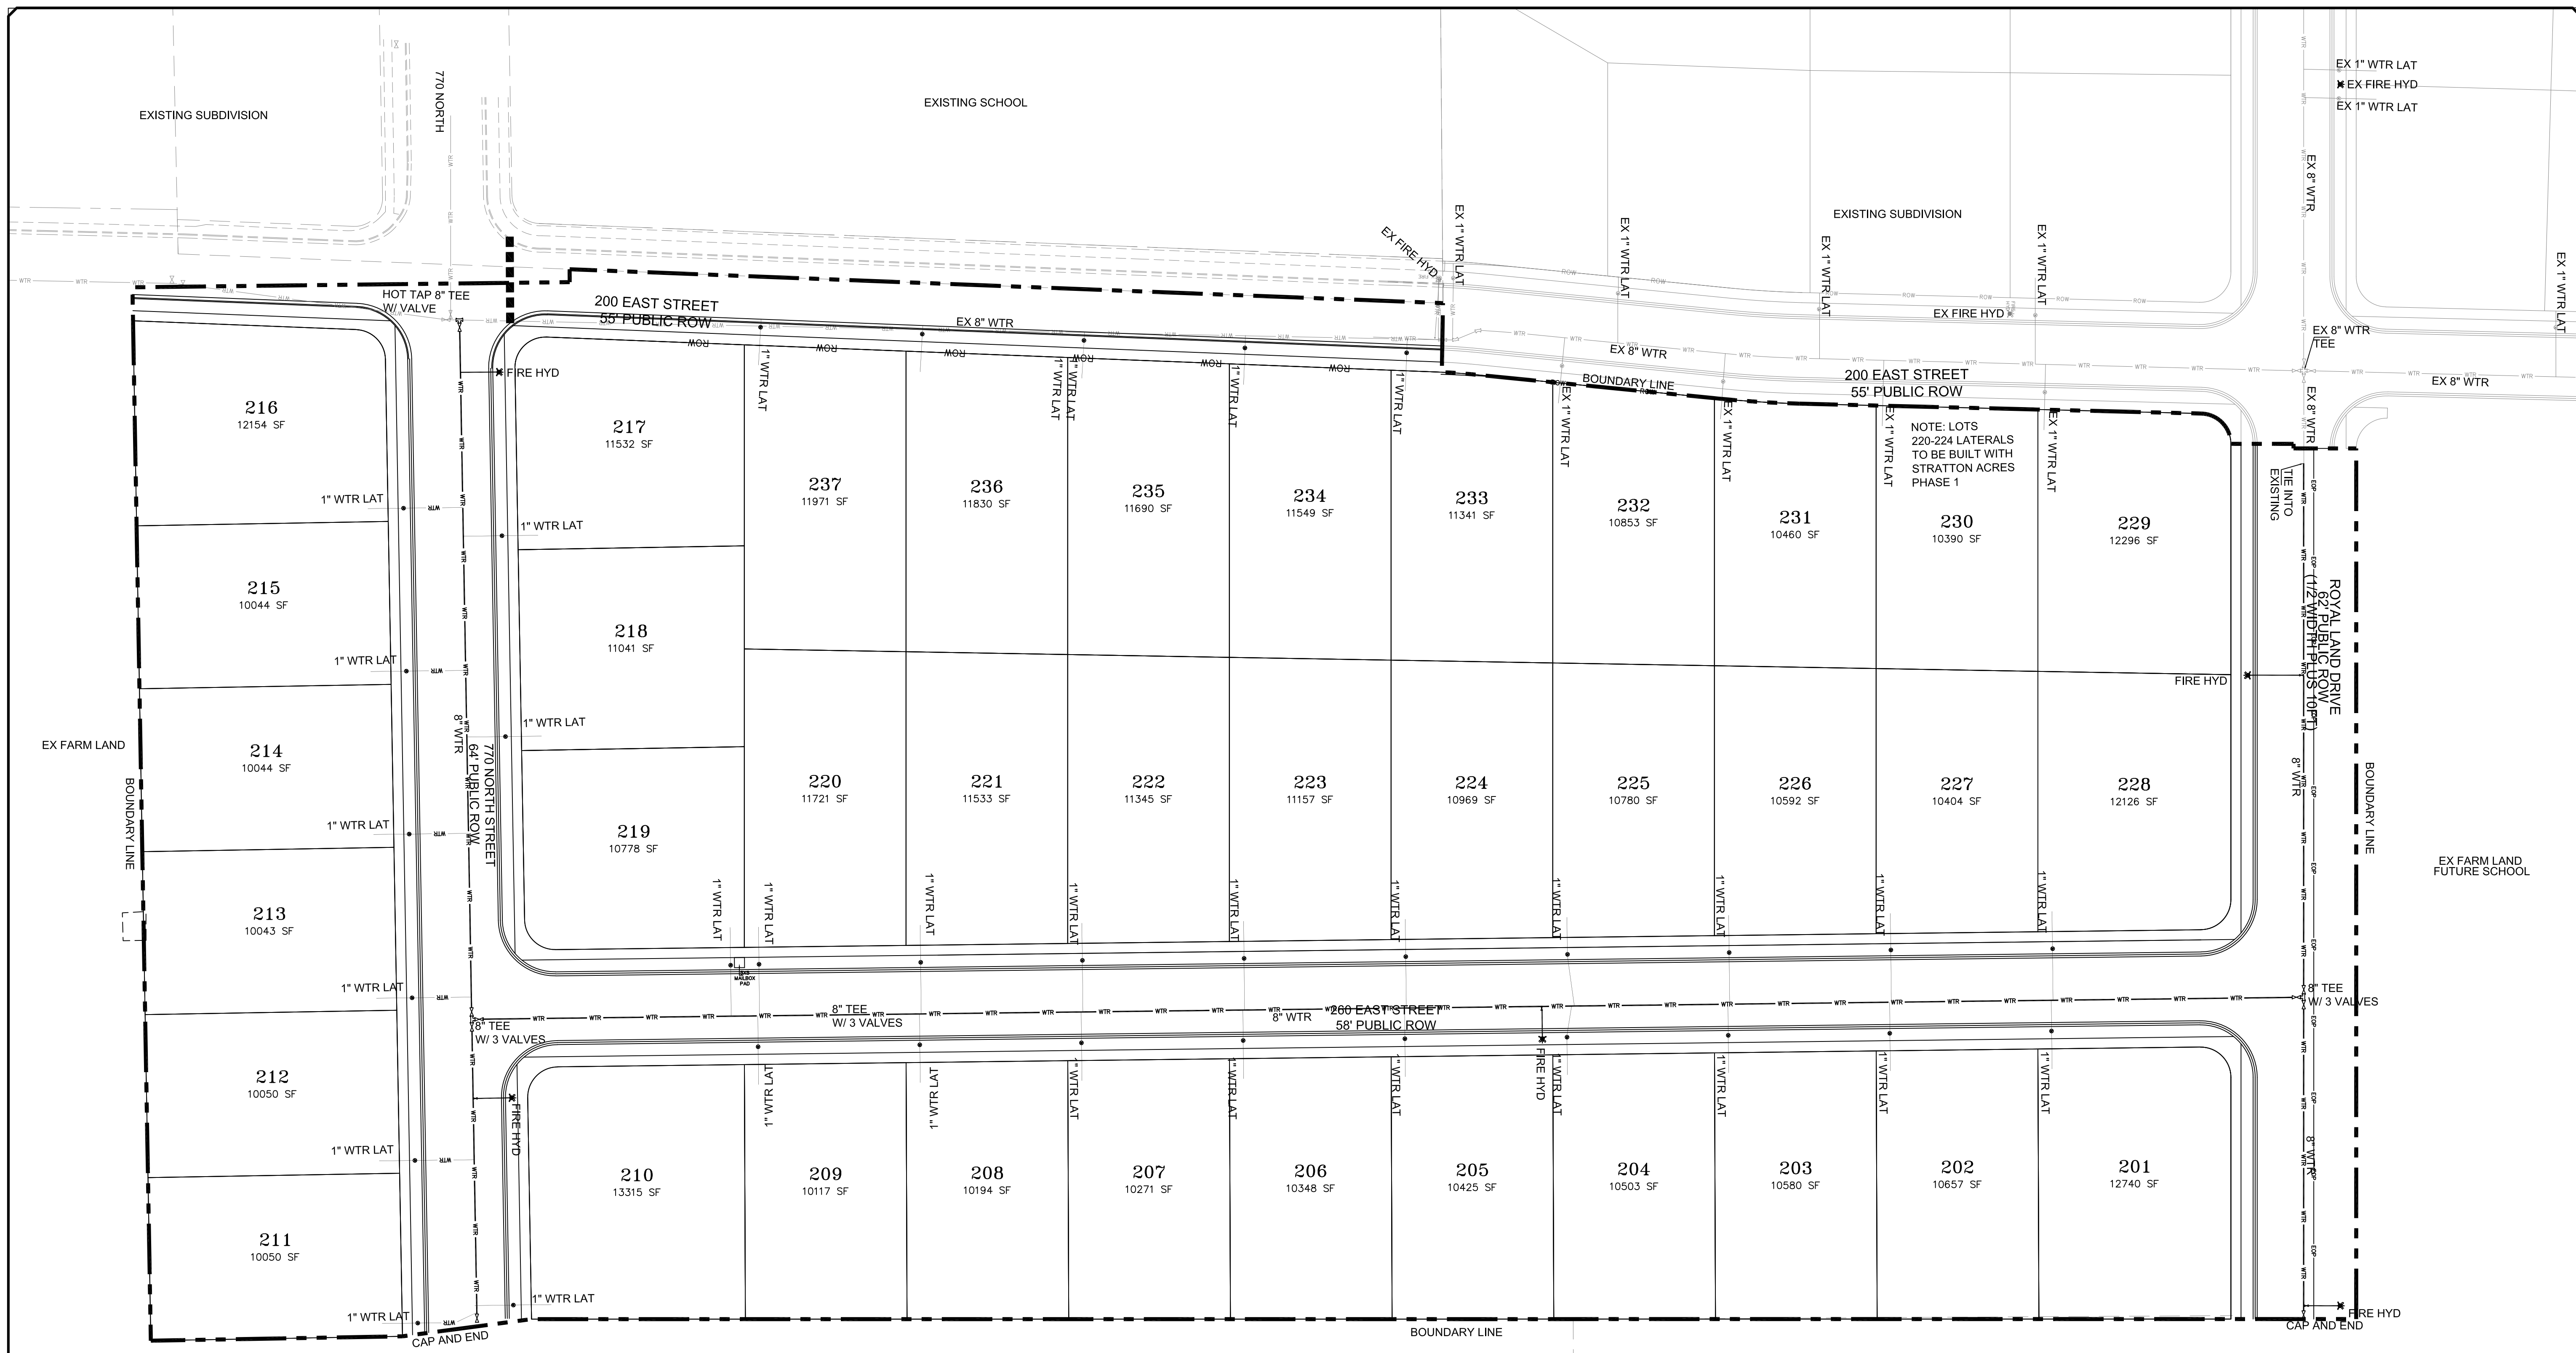 EXISTING SUBDIVISION
770 NORTH
EXISTING SCHOOL
EX 1" WTR LAT
EX FIRE HYD
EX 1" WTR LAT
EX 8" WTR
EXISTING SUBDIVISION
EX FIRE HYD
EX 1" WTR LAT
EX 1" WTR LAT
EX 1" WTR LAT
EX 1" WTR LAT
EX 1" WTR LAT
HOT TAP 8" TEE
W/ VALVE
200 EAST STREET
55' PUBLIC ROW
EX 8" WTR
EX FIRE HYD
EX 8" WTR
TEE
EX 8" WTR
EX 8" WTR
EX 8" WTR
BOUNDARY LINE
200 EAST STREET
55' PUBLIC ROW
FIRE HYD
ROW
ROW
ROW
ROW
ROW
ROW
1" WTR LAT
1" WTR LAT
1" WTR LAT
1" WTR LAT
1" WTR LAT
EX 1" WTR LAT
EX 1" WTR LAT
EX 1" WTR LAT
EX 1" WTR LAT
NOTE: LOTS
220-224 LATERALS
TO BE BUILT WITH
STRATTON ACRES
PHASE 1
TIE INTO
EXISTING
216
12154 SF
217
11532 SF
237
11971 SF
236
11830 SF
235
11690 SF
234
11549 SF
233
11341 SF
232
10853 SF
231
10460 SF
230
10390 SF
229
12296 SF
1" WTR LAT
1" WTR LAT
215
10044 SF
218
11041 SF
ROYAL LAND DRIVE
62' PUBLIC ROW
(1/2 WIDTH PLUS 10FT)
1" WTR LAT
FIRE HYD
1" WTR LAT
8" WTR
770 NORTH STREET
64' PUBLIC ROW
EX FARM LAND
BOUNDARY LINE
214
10044 SF
219
10778 SF
220
11721 SF
221
11533 SF
222
11345 SF
223
11157 SF
224
10969 SF
225
10780 SF
226
10592 SF
227
10404 SF
228
12126 SF
8" WTR
BOUNDARY LINE
EX FARM LAND
FUTURE SCHOOL
1" WTR LAT
213
10043 SF
1" WTR LAT
1" WTR LAT
1" WTR LAT
1" WTR LAT
1" WTR LAT
1" WTR LAT
1" WTR LAT
1" WTR LAT
1" WTR LAT
1" WTR LAT
MAILBOX
PAD
1" WTR LAT
8" TEE
W/ 3 VALVES
8" TEE
W/ 3 VALVES
8" WTR
260 EAST STREET
58' PUBLIC ROW
8" TEE
W/ 3 VALVES
212
10050 SF
FIRE HYD
1" WTR LAT
1" WTR LAT
1" WTR LAT
1" WTR LAT
1" WTR LAT
FIRE HYD
1" WTR LAT
1" WTR LAT
1" WTR LAT
1" WTR LAT
8" WTR
1" WTR LAT
210
13315 SF
209
10117 SF
208
10194 SF
207
10271 SF
206
10348 SF
205
10425 SF
204
10503 SF
203
10580 SF
202
10657 SF
201
12740 SF
211
10050 SF
1" WTR LAT
1" WTR LAT
CAP AND END
BOUNDARY LINE
FIRE HYD
CAP AND END